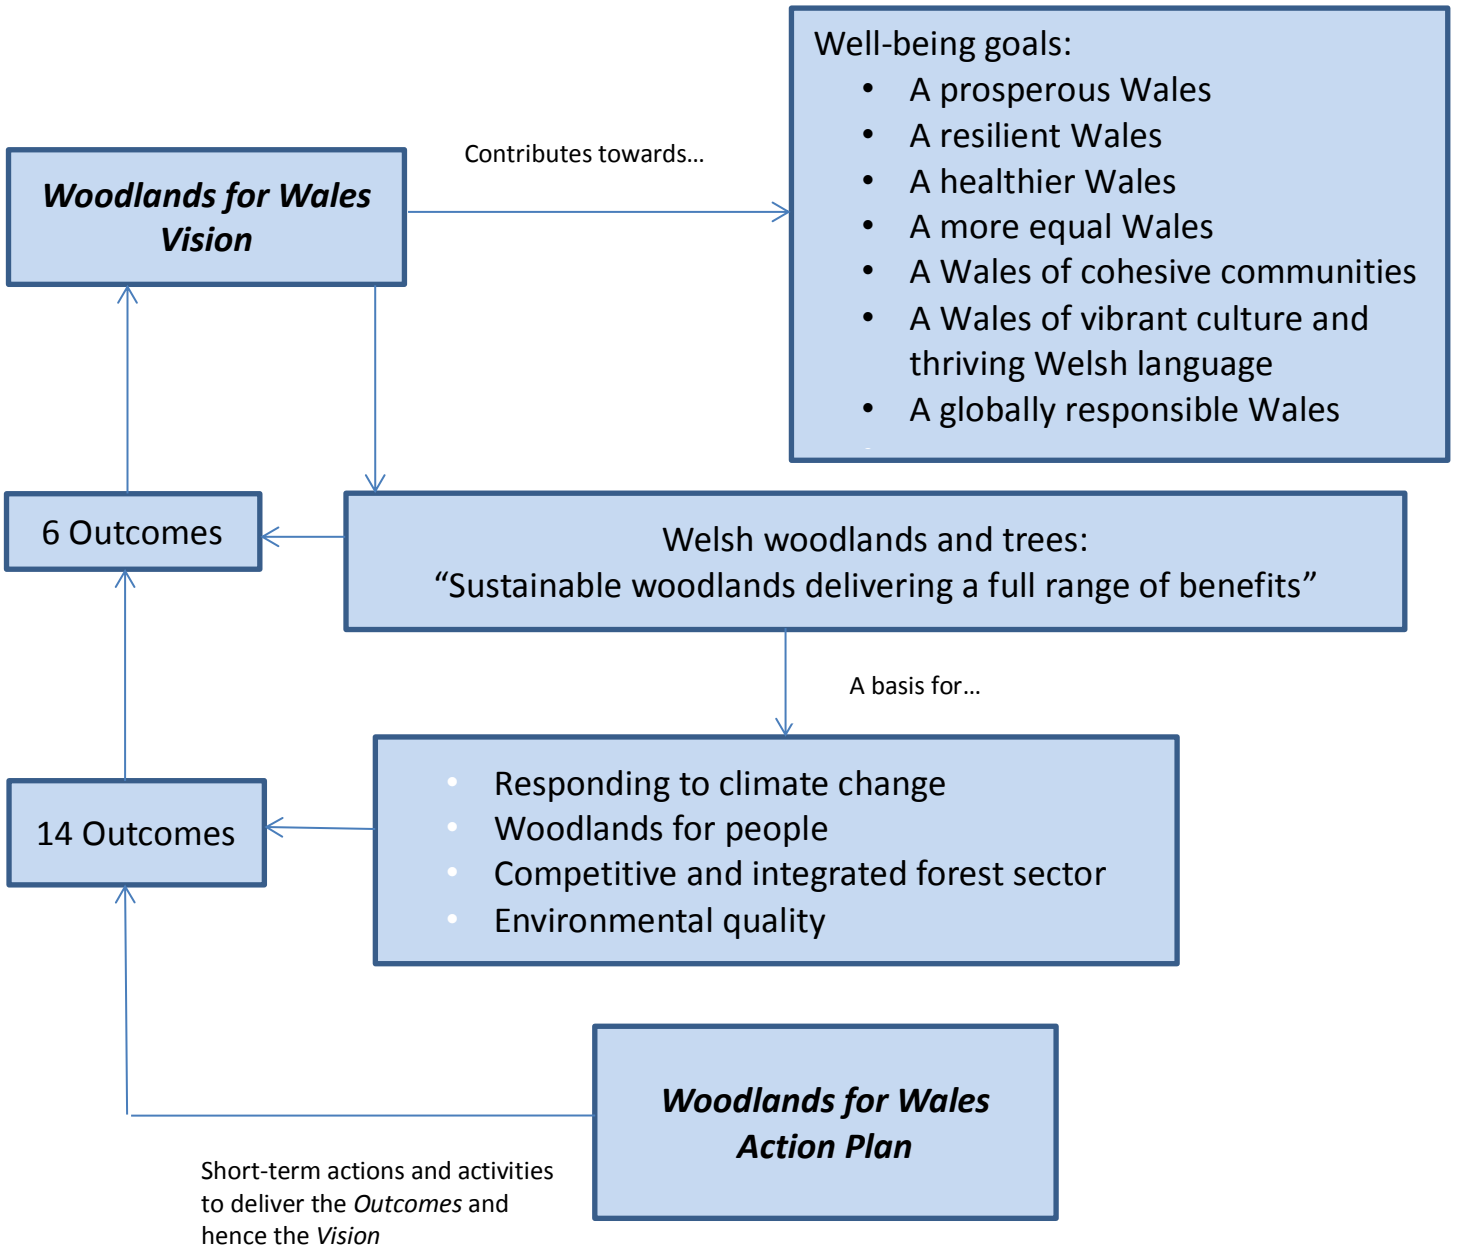 Well-being goals:
• A prosperous Wales
• A resilient Wales
• A healthier Wales
• A more equal Wales
• A Wales of cohesive communities
• A Wales of vibrant culture and
thriving Welsh language
• A globally responsible Wales
Contributes towards…
Woodlands for Wales
Vision
6 Outcomes
Welsh woodlands and trees:
“Sustainable woodlands delivering a full range of benefits”
A basis for…
• Responding to climate change
• Woodlands for people
• Competitive and integrated forest sector
• Environmental quality
14 Outcomes
Woodlands for Wales
Action Plan
Short-term actions and activities
to deliver the Outcomes and
hence the Vision